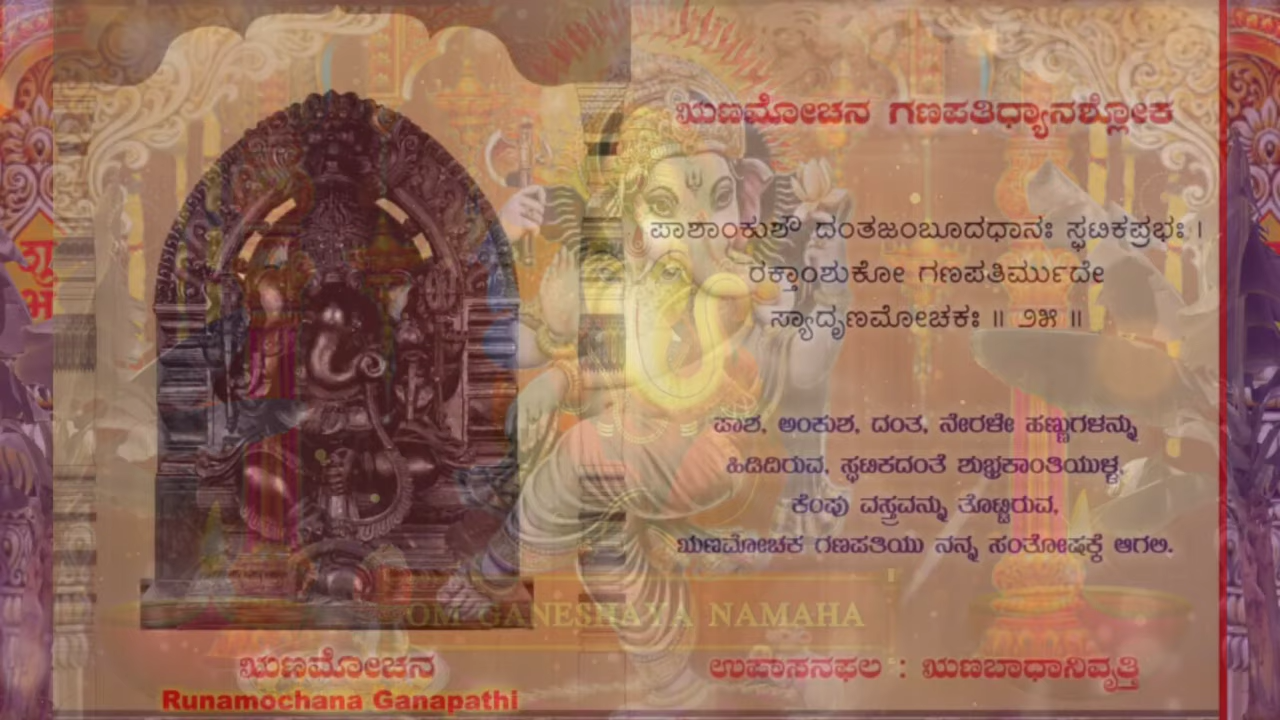 ಋಣಮೋಚನ ಗಣಪತಿಧ್ಯಾನಶ್ಲೋಕ
ಪಾಶಾಂಕುಶೌ ದಂತಜಂಬೂದಧಾನಃ ಸ್ಫಟಿಕಪ್ರಭಃ ।
ರಕ್ತಾಂಶುಕೋ ಗಣಪತಿರ್ಮುದೇ
ಸ್ಯಾದೃಣಮೋಚಕಃ ॥ ೨೫ ॥
ಪಾಶ, ಅಂಕುಶ, ದಂತ, ನೇರಳೇ ಹಣ್ಣುಗಳನ್ನು
ಹಿಡಿದಿರುವ, ಸ್ಫಟಿಕದಂತೆ ಶುಭ್ರಕಾಂತಿಯುಳ್ಳ,
ಕೆಂಪು ವಸ್ತ್ರವನ್ನು ತೊಟ್ಟಿರುವ,
ಋಣಮೋಚಕ ಗಣಪತಿಯು ನನ್ನ ಸಂತೋಷಕ್ಕೆ ಆಗಲಿ.
OM GANESHAYA NAMAHA
ಋಣಮೋಚನ
Runamochana Ganapathi
ಉಪಾಸನಫಲ : ಋಣಬಾಧಾನಿವೃತ್ತಿ